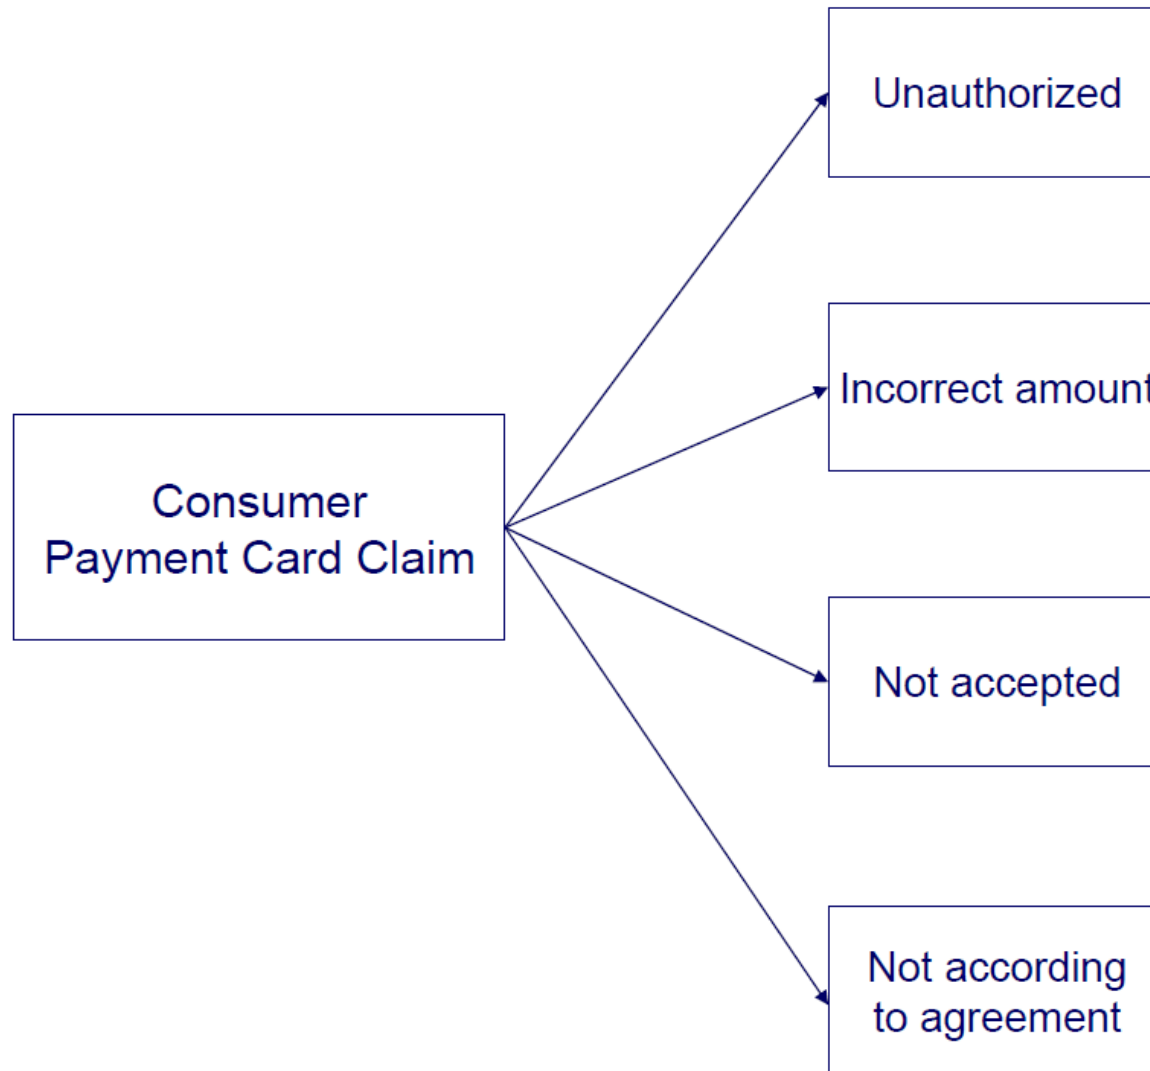 Unauthorized
Incorrect amount
Consumer
Payment Card Claim
Not accepted
Not according
to agreement